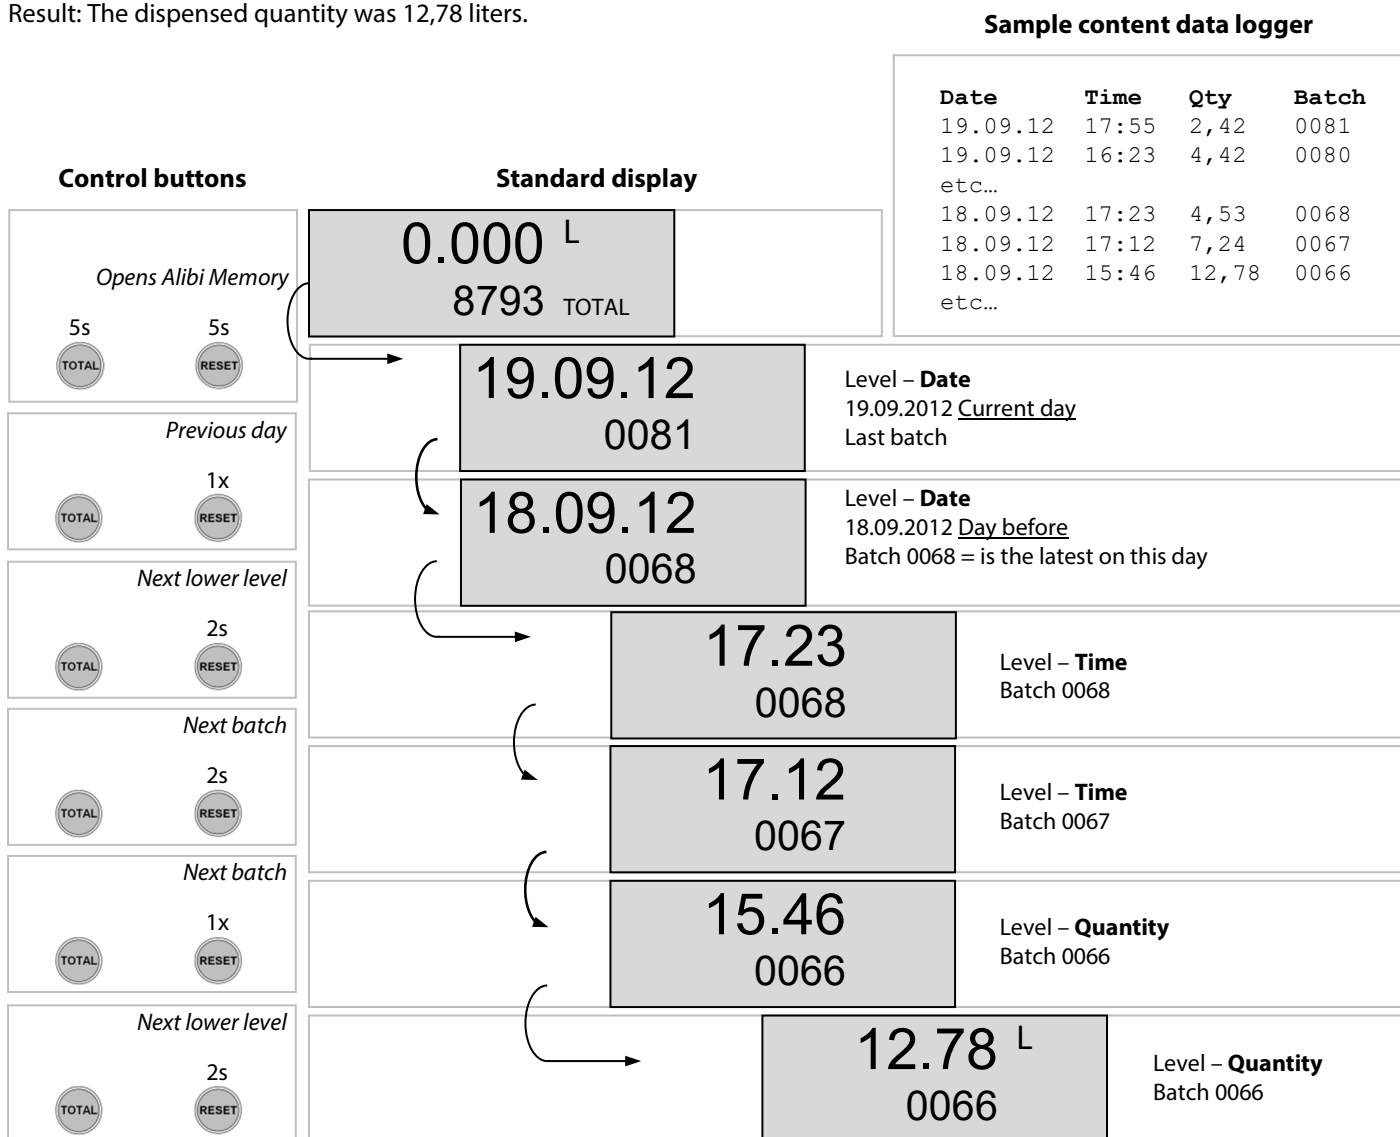 Result: The dispensed quantity was 12,78 liters.
Sample content data logger
Date Time Qty Batch
19.09.12 17:55 2,42 0081
19.09.12 16:23 4,42 0080
etc…
18.09.12 17:23 4,53 0068
18.09.12 17:12 7,24 0067
18.09.12 15:46 12,78 0066
etc…
Control buttons
Standard display
Opens Alibi Memory
5s 5s
TOTAL RESET
0.000 L
8793 TOTAL
19.09.12
0081
Level – Date
19.09.2012 Current day
Last batch
Previous day
1x
TOTAL RESET
18.09.12
0068
Level – Date
18.09.2012 Day before
Batch 0068 = is the latest on this day
Next lower level
2s
TOTAL RESET
17.23
0068
Level – Time
Batch 0068
Next batch
2s
TOTAL RESET
17.12
0067
Level – Time
Batch 0067
Next batch
1x
TOTAL RESET
15.46
0066
Level – Quantity
Batch 0066
Next lower level
2s
TOTAL RESET
12.78 L
0066
Level – Quantity
Batch 0066